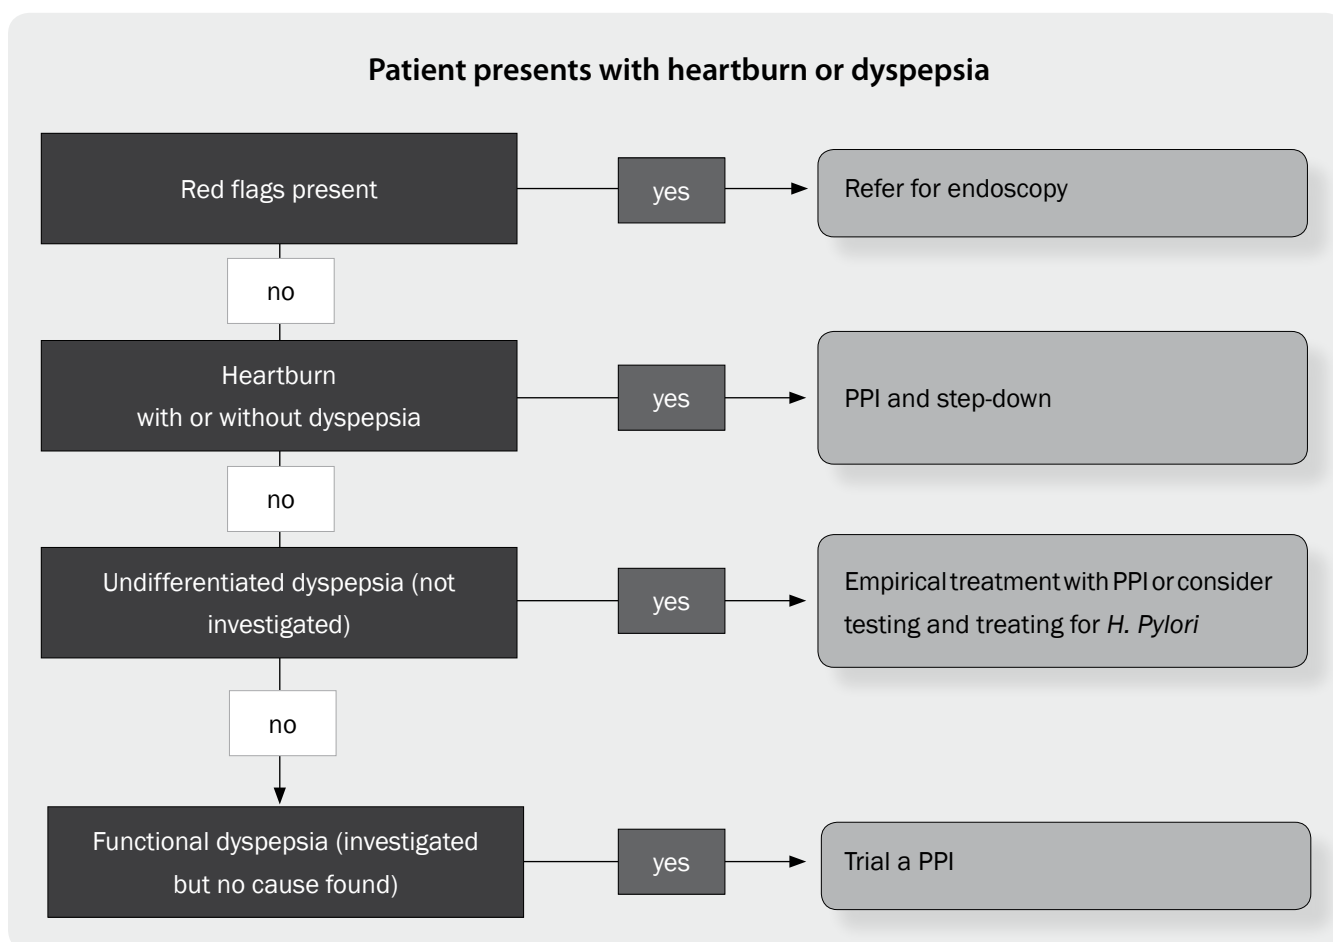 Patient presents with heartburn or dyspepsia
Red flags present
yes
Refer for endoscopy
no
Heartburn
with or without dyspepsia
yes
PPI and step-down
no
Undifferentiated dyspepsia (not
investigated)
yes
Empirical treatment with PPI or consider
testing and treating for H. Pylori
no
Functional dyspepsia (investigated
but no cause found)
yes
Trial a PPI